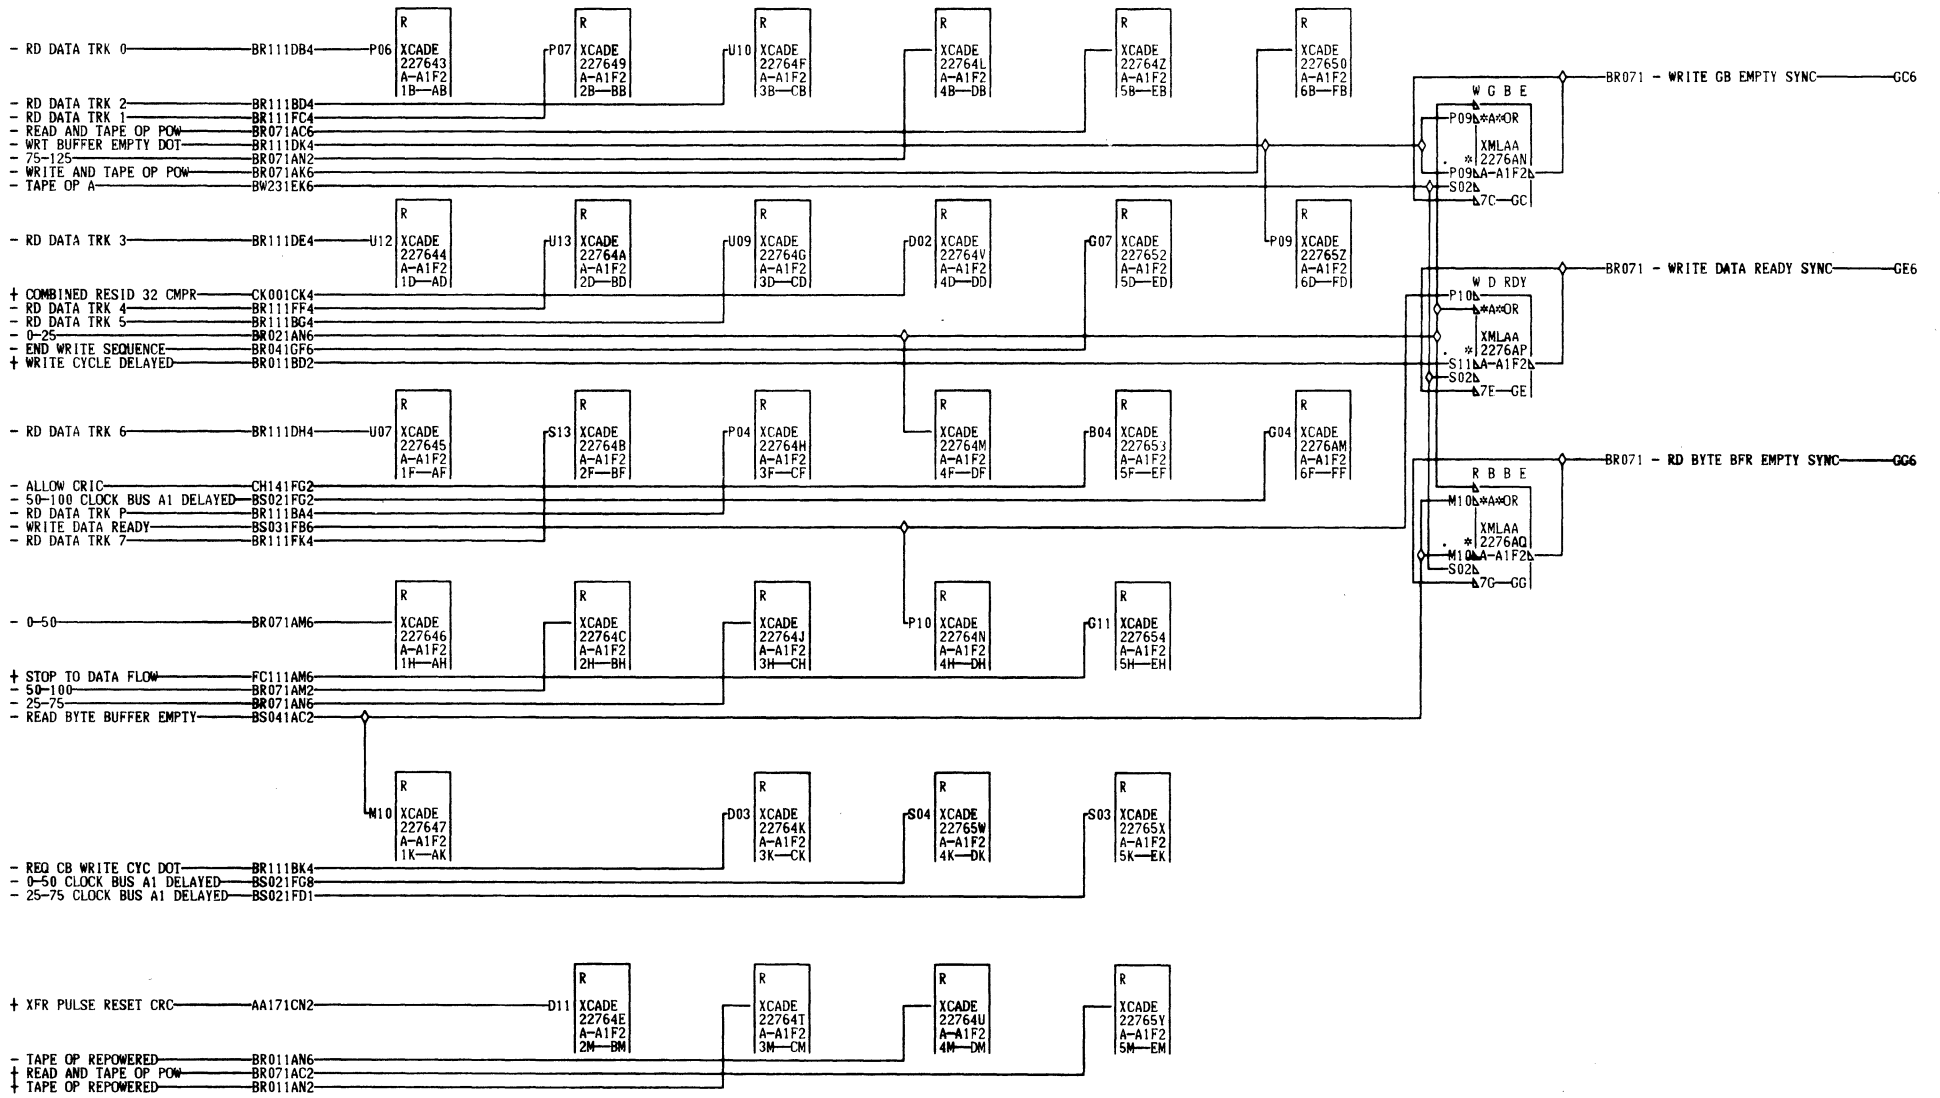 R R R R R R
- RD DATA TRK 0 BR111DB4 P06 XCADE P07 XCADE U10 XCADE XCADE XCADE XCADE
227643 227649 22764F 22764L 22764Z 227650
A-A1F2 A-A1F2 A-A1F2 A-A1F2 A-A1F2 A-A1F2
1B-AB 2B-BB 3B-CB 4B-DB 5B-EB 6B-FB
BR071 - WRITE GB EMPTY SYNC GC6
W G B E
- RD DATA TRK 2 BR111BD4
- RD DATA TRK 1 BR111FC4
P09 *A*OR
- READ AND TAPE OP POW BR071AC6
- WRT BUFFER EMPTY DOT BR111DK4
XMLAA
- 75-125 BR071AN2
. * 2276AN
- WRITE AND TAPE OP POW BR071AK6
P09 A-A1F2
- TAPE OP A BW231EK6
S02
7C-GC
R R R R R R
- RD DATA TRK 3 BR111DE4 U12 XCADE U13 XCADE U09 XCADE D02 XCADE G07 XCADE P09 XCADE
227644 22764A 22764G 22764V 227652 22765Z
A-A1F2 A-A1F2 A-A1F2 A-A1F2 A-A1F2 A-A1F2
1D-AD 2D-BD 3D-CD 4D-DD 5D-ED 6D-FD
BR071 - WRITE DATA READY SYNC GE6
W D RDY
+ COMBINED RESID 32 CMPR CK001CK4
P10
- RD DATA TRK 4 BR111FF4
*A*OR
- RD DATA TRK 5 BR111BG4
- 0-25 BR021AN6
XMLAA
- END WRITE SEQUENCE BR041GF6
. * 2276AP
+ WRITE CYCLE DELAYED BR011BD2
S11 A-A1F2
S02
7E-GE
R R R R R R
- RD DATA TRK 6 BR111DH4 U07 XCADE S13 XCADE P04 XCADE XCADE B04 XCADE G04 XCADE
227645 22764B 22764H 22764M 227653 2276AM
A-A1F2 A-A1F2 A-A1F2 A-A1F2 A-A1F2 A-A1F2
1F-AF 2F-BF 3F-CF 4F-DF 5F-EF 6F-FF
BR071 - RD BYTE BFR EMPTY SYNC GG6
R B B E
- ALLOW CRIC CH141FG2
- 50-100 CLOCK BUS A1 DELAYED BS021FG2
M10 *A*OR
- RD DATA TRK P BR111BA4
- WRITE DATA READY BS031FB6
XMLAA
- RD DATA TRK 7 BR111FK4
. * 2276AQ
M10 A-A1F2
S02
7G-GG
R R R R R
- 0-50 BR071AM6 XCADE XCADE XCADE P10 XCADE G11 XCADE
227646 22764C 22764J 22764N 227654
A-A1F2 A-A1F2 A-A1F2 A-A1F2 A-A1F2
1H-AH 2H-BH 3H-CH 4H-DH 5H-EH
+ STOP TO DATA FLOW FC111AM6
- 50-100 BR071AM2
- 25-75 BR071AN6
- READ BYTE BUFFER EMPTY BS041AC2
R R R R
M10 XCADE D03 XCADE S04 XCADE S03 XCADE
227647 22764K 22765W 22765X
A-A1F2 A-A1F2 A-A1F2 A-A1F2
1K-AK 3K-CK 4K-DK 5K-EK
- REQ CB WRITE CYC DOT BR111BK4
- 0-50 CLOCK BUS A1 DELAYED BS021FG8
- 25-75 CLOCK BUS A1 DELAYED BS021FD1
R R R R
+ XFR PULSE RESET CRC AA171CN2 D11 XCADE XCADE XCADE XCADE
22764E 22764T 22764U 22765Y
A-A1F2 A-A1F2 A-A1F2 A-A1F2
2M-BM 3M-CM 4M-DM 5M-EM
- TAPE OP REPOWERED BR011AN6
+ READ AND TAPE OP POW BR071AC2
+ TAPE OP REPOWERED BR011AN2